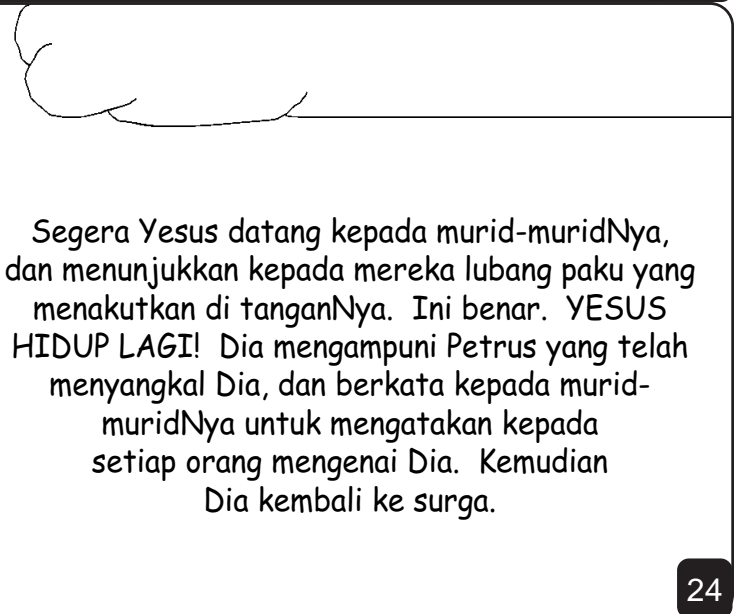 Segera Yesus datang kepada murid-muridNya,
dan menunjukkan kepada mereka lubang paku yang
menakutkan di tanganNya.  Ini benar.  YESUS
HIDUP LAGI!  Dia mengampuni Petrus yang telah
menyangkal Dia, dan berkata kepada murid-
muridNya untuk mengatakan kepada
setiap orang mengenai Dia.  Kemudian
Dia kembali ke surga.
24